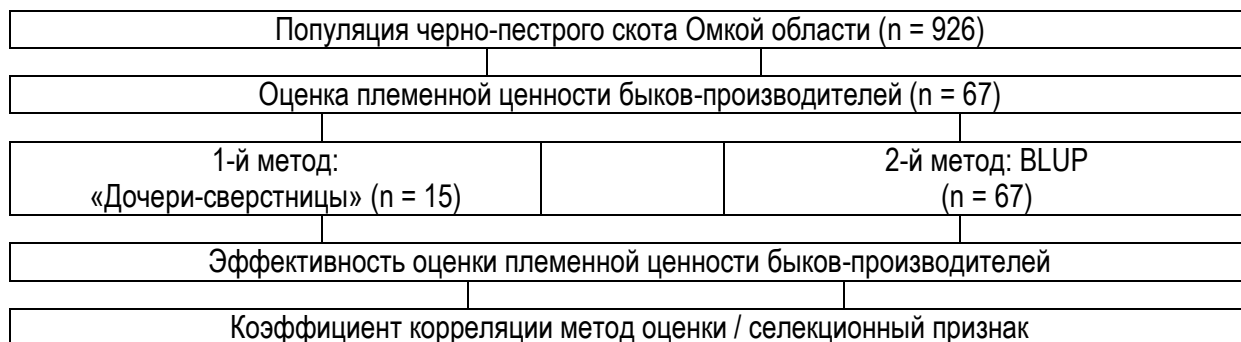 Популяция черно-пестрого скота Омкой области (n = 926)
Оценка племенной ценности быков-производителей (n = 67)
1-й метод:
«Дочери-сверстницы» (n = 15)
2-й метод: BLUP
(n = 67)
Эффективность оценки племенной ценности быков-производителей
Коэффициент корреляции метод оценки / селекционный признак